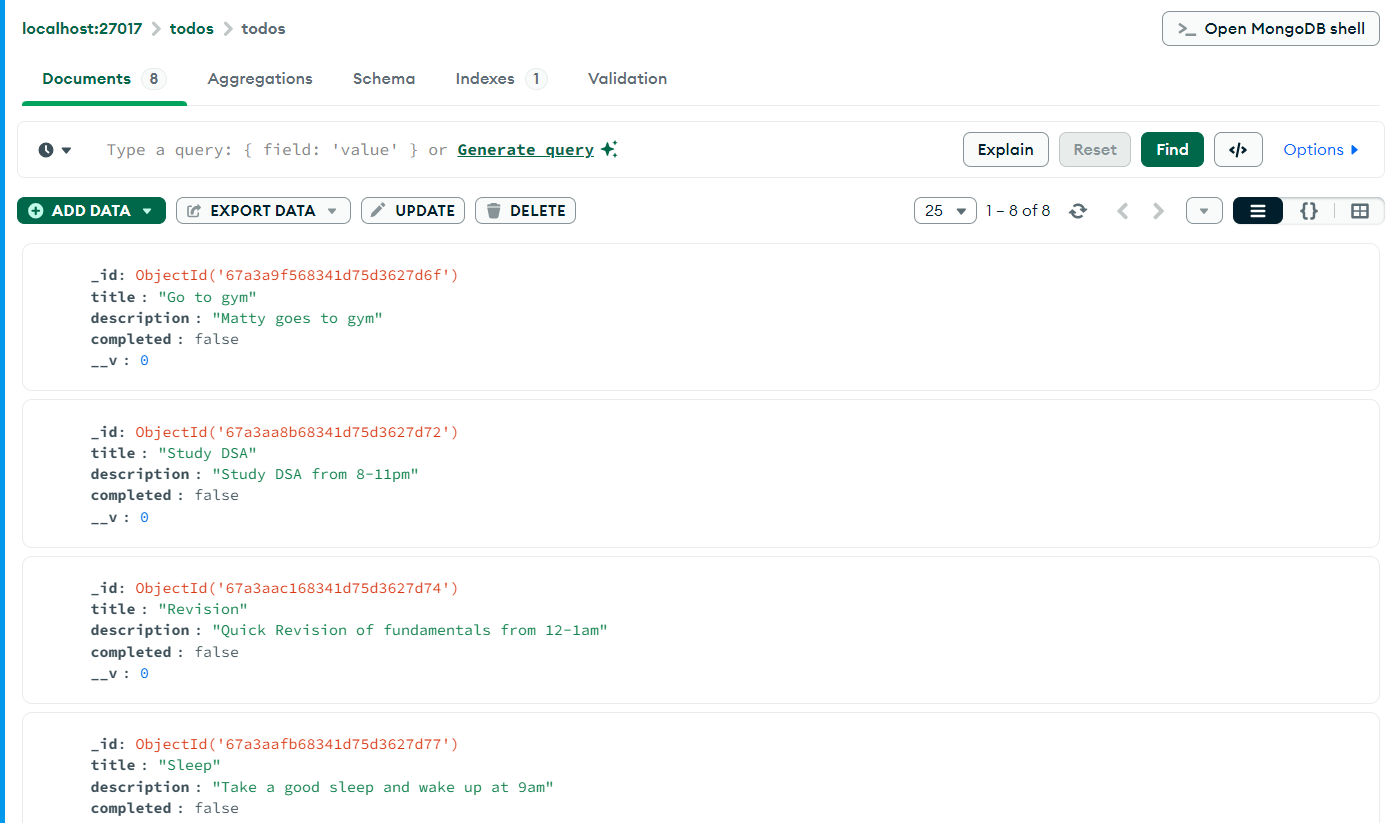 localhost:27017 > todos > todos
>_ Open MongoDB shell
Documents 8 Aggregations Schema Indexes 1 Validation
Type a query: { field: 'value' } or Generate query
Explain Reset Find </> Options
ADD DATA EXPORT DATA UPDATE DELETE 25 1 – 8 of 8 {}
_id: ObjectId('67a3a9f568341d75d3627d6f')
title : "Go to gym"
description : "Matty goes to gym"
completed : false
__v : 0
_id: ObjectId('67a3aa8b68341d75d3627d72')
title : "Study DSA"
description : "Study DSA from 8-11pm"
completed : false
__v : 0
_id: ObjectId('67a3aac168341d75d3627d74')
title : "Revision"
description : "Quick Revision of fundamentals from 12-1am"
completed : false
__v : 0
_id: ObjectId('67a3aafb68341d75d3627d77')
title : "Sleep"
description : "Take a good sleep and wake up at 9am"
completed : false